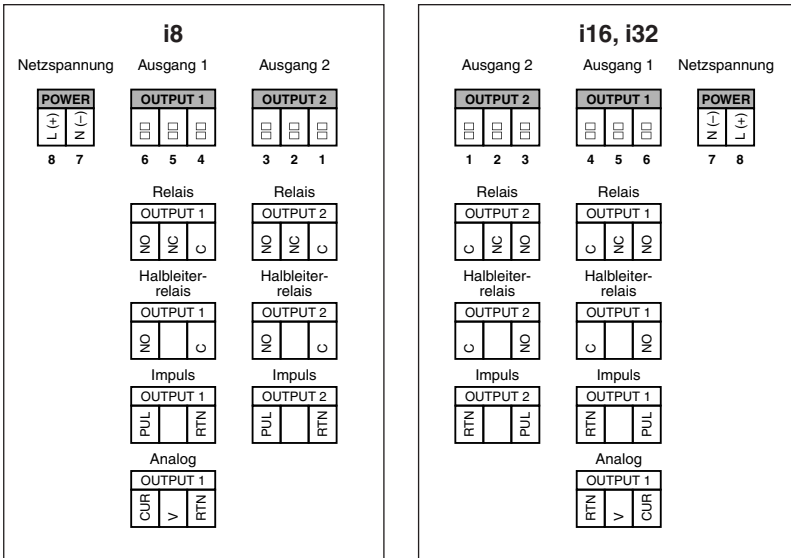 i8
Netzspannung Ausgang 1 Ausgang 2
POWER OUTPUT 1 OUTPUT 2
L (+) N (–)
8 7 6 5 4 3 2 1
Relais Relais
OUTPUT 1 OUTPUT 2
NO NC C NO NC C
Halbleiter- Halbleiter-
relais relais
OUTPUT 1 OUTPUT 2
NO C NO C
Impuls Impuls
OUTPUT 1 OUTPUT 2
PUL RTN PUL RTN
Analog
OUTPUT 1
CUR V RTN
i16, i32
Ausgang 2 Ausgang 1 Netzspannung
OUTPUT 2 OUTPUT 1 POWER
N (–) L (+)
1 2 3 4 5 6 7 8
Relais Relais
OUTPUT 2 OUTPUT 1
C NC NO C NC NO
Halbleiter- Halbleiter-
relais relais
OUTPUT 2 OUTPUT 1
C NO C NO
Impuls Impuls
OUTPUT 2 OUTPUT 1
RTN PUL RTN PUL
Analog
OUTPUT 1
RTN V CUR